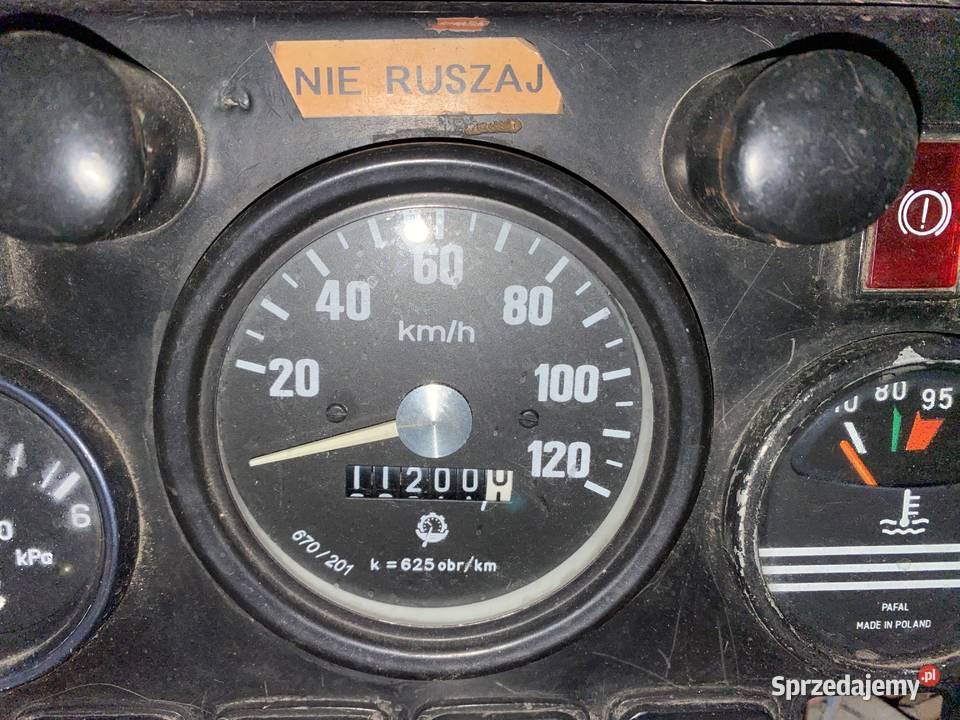 NIE RUSZAJ
20 40 60 80 100 120
km/h
11200
670/201
k = 625 obr/km
6
kPa
80 95
PAFAL
MADE IN POLAND
Sprzedajemy.pl